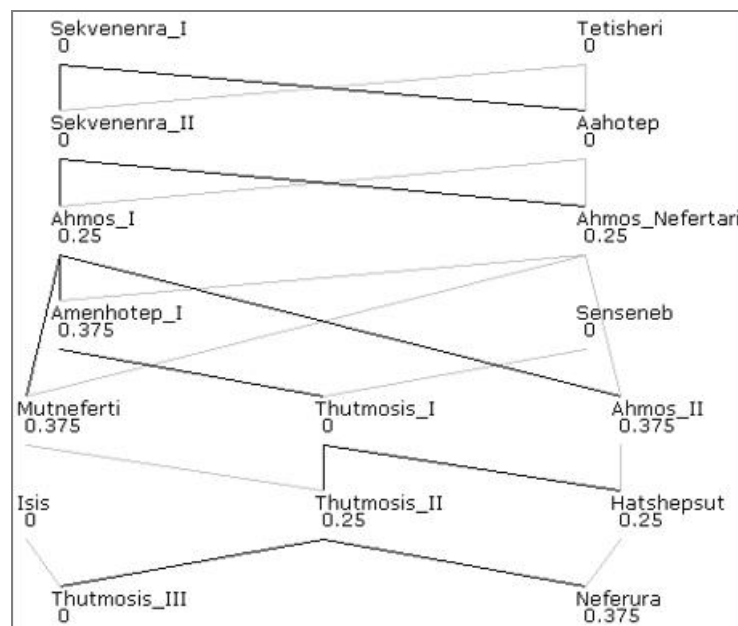 Sekvenenra_I Tetisheri
0 0
Sekvenenra_II Aahotep
0 0
Ahmos_I Ahmos_Nefertari
0.25 0.25
Amenhotep_I Senseneb
0.375 0
Mutneferti Thutmosis_I Ahmos_II
0.375 0 0.375
Isis Thutmosis_II Hatshepsut
0 0.25 0.25
Thutmosis_III Neferura
0 0.375